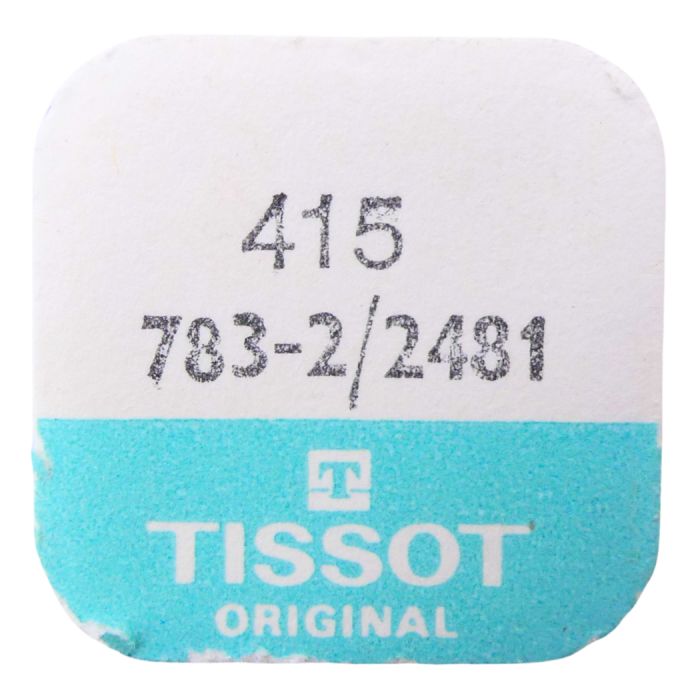 415
783-2/2481
T
TISSOT
ORIGINAL